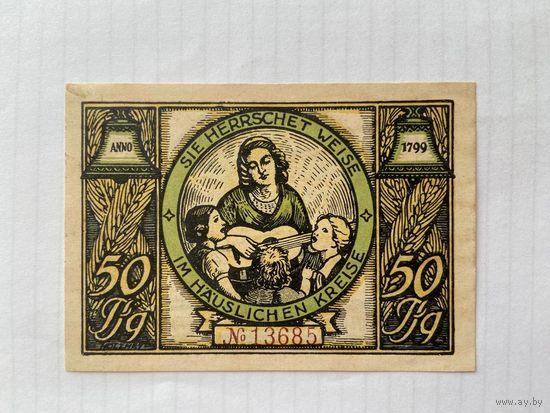 ANNO
1799
SIE HERRSCHET WEISE
IM HÄUSLICHEN KREISE
50
Pfg
50
Pfg
№ 13685
www.ay.by